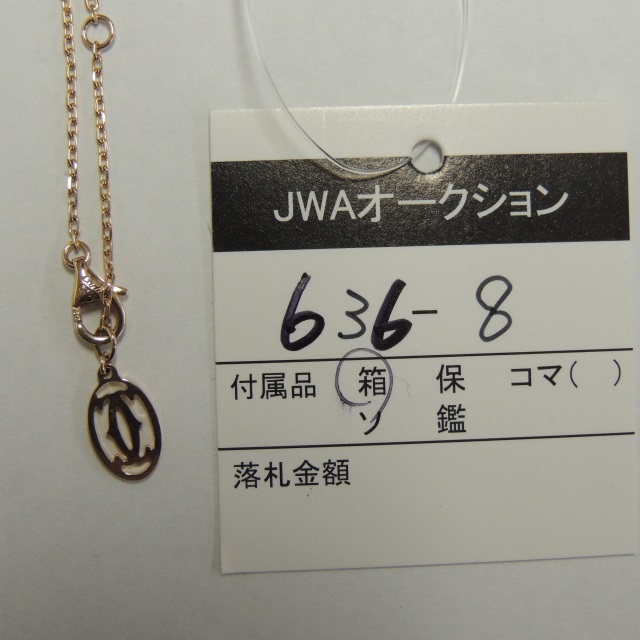 JWAオークション
636-8
付属品 箱 保 コマ( )
ソ 鑑
落札金額